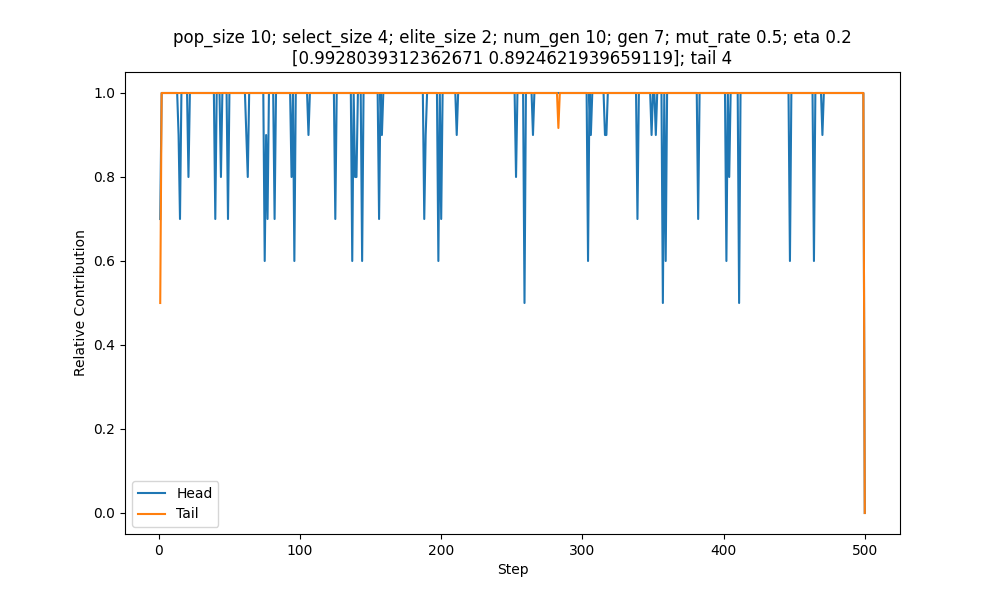 pop_size 10; select_size 4; elite_size 2; num_gen 10; gen 7; mut_rate 0.5; eta 0.2
[0.9928039312362671 0.8924621939659119]; tail 4
Relative Contribution
1.0
0.8
0.6
0.4
0.2
0.0
Head
Tail
0
100
200
300
400
500
Step